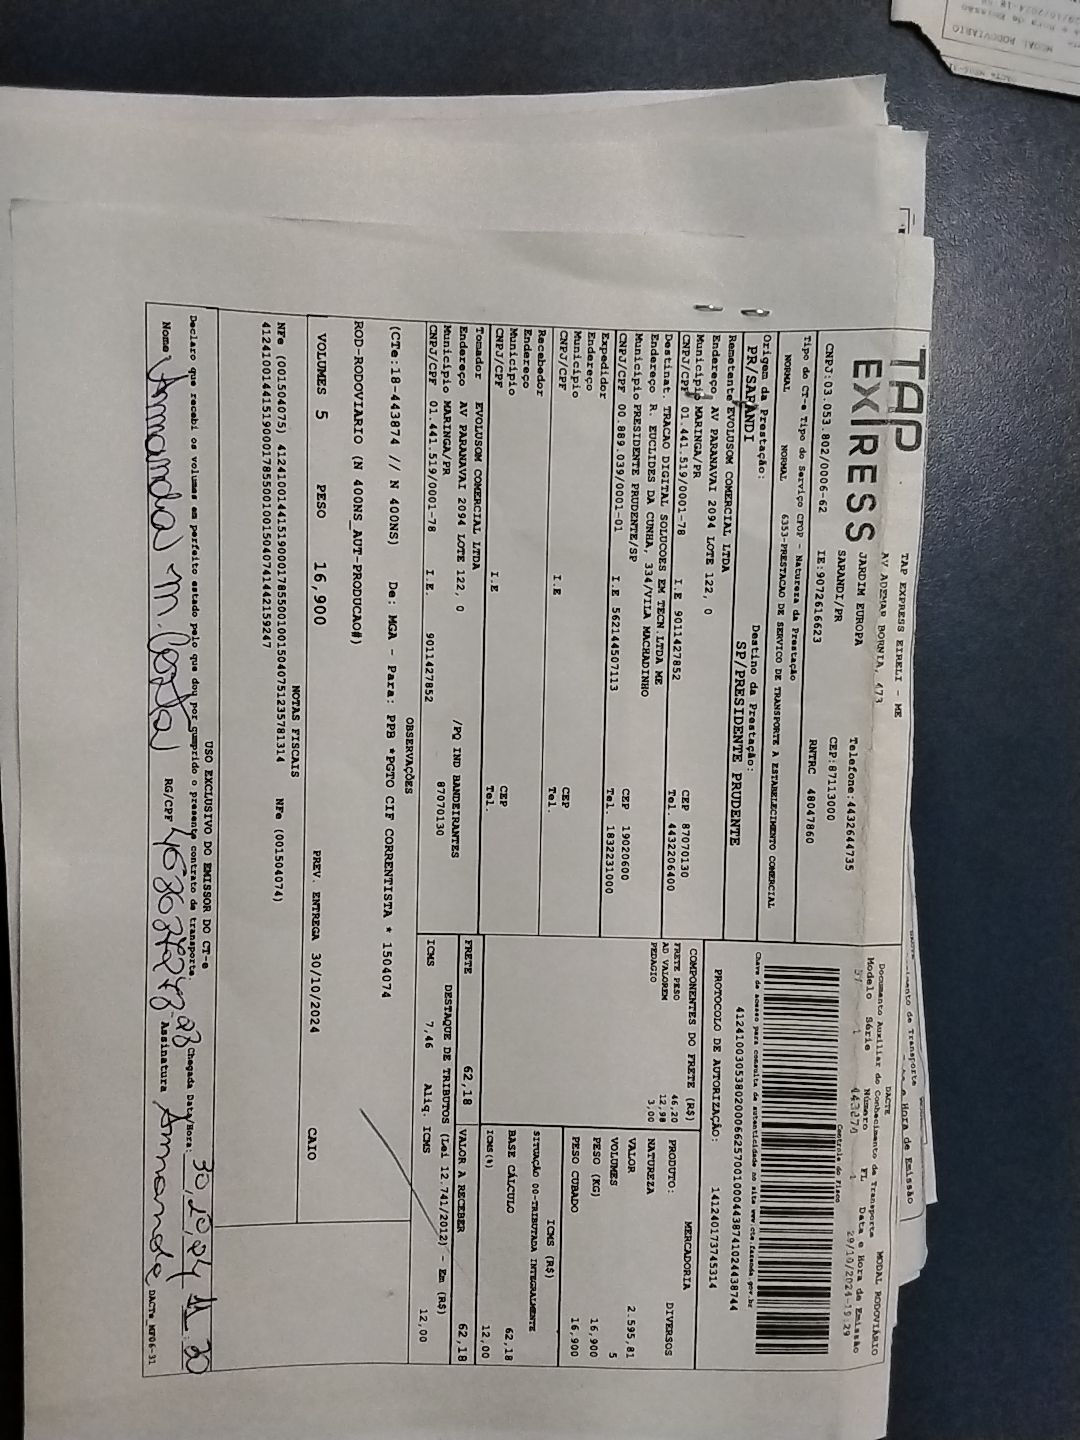 TAP EXPRESS
TAP EXPRESS EIRELI - ME
AV ADEMAR BORNIA, 473
JARDIM EUROPA
SARANDI/PR
CEP:87113000
Telefone:4432644735
CNPJ:03.053.802/0006-62 IE:9072616623 RNTRC 48047860
Tipo do CT-e Tipo do Serviço CFOP - Natureza da Prestação
NORMAL NORMAL 6353-PRESTACAO DE SERVICO DE TRANSPORTE A ESTABELECIMENTO COMERCIAL
Origem da Prestação: Destino da Prestação:
PR/SARANDI SP/PRESIDENTE PRUDENTE
Remetente EVOLUSOM COMERCIAL LTDA
Endereço AV PARANAVAI 2094 LOTE 122, 0
Município MARINGA/PR CEP 87070130
CNPJ/CPF 01.441.519/0001-78 I.E 9011427852 Tel. 4432206400
Destinat. TRACAO DIGITAL SOLUCOES EM TECN LTDA ME
Endereço R. EUCLIDES DA CUNHA, 334/VILA MACHADINHO
Município PRESIDENTE PRUDENTE/SP CEP 19020600
CNPJ/CPF 00.889.039/0001-01 I.E 562144507113 Tel. 1832231000
Expedidor
Endereço
Município CEP
CNPJ/CPF I.E Tel.
Recebedor
Endereço
Município CEP
CNPJ/CPF I.E Tel.
Tomador EVOLUSOM COMERCIAL LTDA
Endereço AV PARANAVAI 2094 LOTE 122, 0 /PQ IND BANDEIRANTES
Município MARINGA/PR 87070130
CNPJ/CPF 01.441.519/0001-78 I.E. 9011427852
DACTE MODAL RODOVIÁRIO
Documento Auxiliar do Conhecimento de Transporte
Modelo Série Número FL Data e Hora de Emissão
57 1 443874 1 29/10/2024-19:29
Controle do Fisco
Chave de acesso para consulta de autenticidade no site www.cte.fazenda.gov.br
41241003053802000662570010004438741024438744
PROTOCOLO DE AUTORIZAÇÃO: 141240173745314
COMPONENTES DO FRETE (R$)
FRETE PESO 46,20
AD VALOREM 12,98
PEDAGIO 3,00
MERCADORIA
PRODUTO: DIVERSOS
NATUREZA
VALOR 2.595,81
VOLUMES 5
PESO (KG) 16,900
PESO CUBADO 16,900
ICMS (R$)
SITUAÇÃO 00-TRIBUTADA INTEGRALMENTE
BASE CÁLCULO 62,18
ICMS(%) 12,00
FRETE 62,18 VALOR A RECEBER 62,18
DESTAQUE DE TRIBUTOS (Lei 12.741/2012) - Em (R$)
ICMS 7,46 Aliq. ICMS 12,00
OBSERVAÇÕES
(CTe:18-443874 // N 400NS) De: MGA - Para: PPB *PGTO CIF CORRENTISTA * 1504074
ROD-RODOVIARIO (N 400NS_AUT-PRODUCAO#)
VOLUMES 5 PESO 16,900 PREV. ENTREGA 30/10/2024 CAIO
NOTAS FISCAIS
NFe (001504075) 41241001441519000178550010015040751235781314 NFe (001504074)
41241001441519000178550010015040741442159247
USO EXCLUSIVO DO EMISSOR DO CT-e
Declaro que recebi os volumes em perfeito estado pelo que dou por cumprido o presente contrato de transporte.
Chegada Data/Hora: 30,10,24 11:30
Nome Amanda M. Costa RG/CPF Assinatura Amanda
DACTe MF06-31